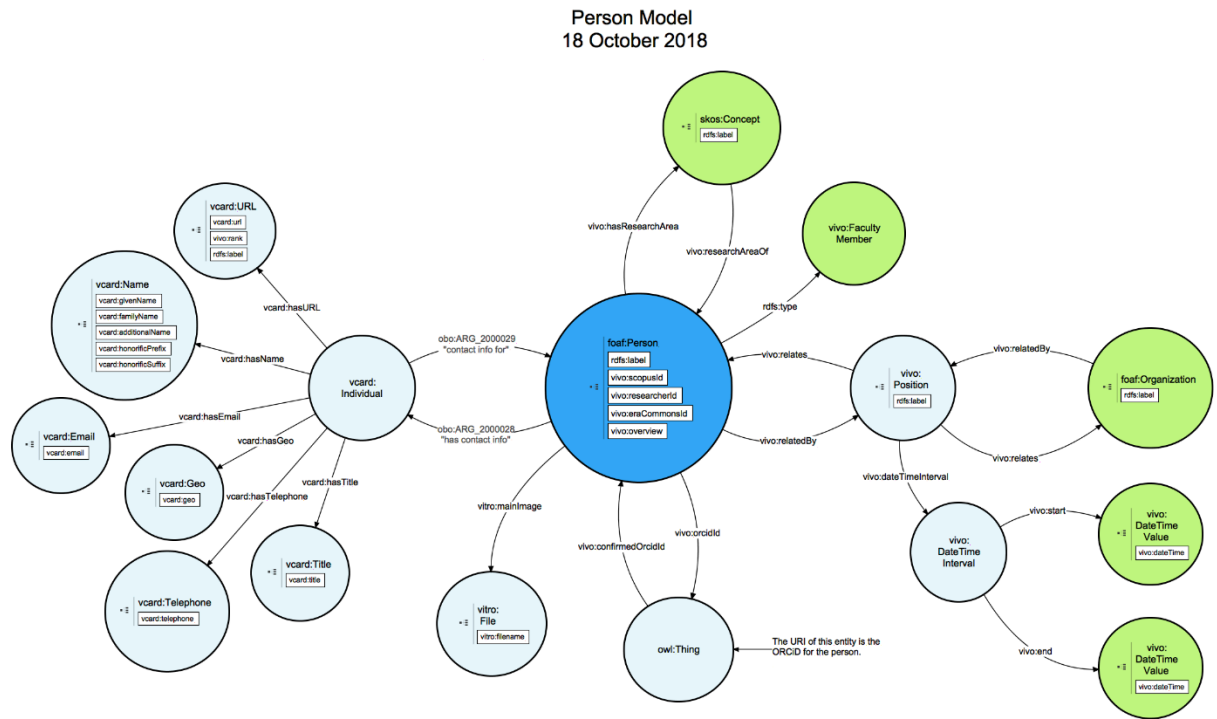 Person Model
18 October 2018
skos:Concept
rdfs:label
vivo:hasResearchArea
vivo:researchAreaOf
vivo:Faculty
Member
rdfs:type
vcard:URL
vcard:url
vivo:rank
rdfs:label
vcard:hasURL
vcard:Name
vcard:givenName
vcard:familyName
vcard:additionalName
vcard:honorificPrefix
vcard:honorificSuffix
vcard:hasName
vcard:
Individual
obo:ARG_2000029
"contact info for"
obo:ARG_2000028
"has contact info"
foaf:Person
rdfs:label
vivo:scopusId
vivo:researcherId
vivo:eraCommonsId
vivo:overview
vivo:relates
vivo:relatedBy
vivo:
Position
rdfs:label
vivo:relatedBy
vivo:relates
foaf:Organization
rdfs:label
vcard:hasEmail
vcard:Email
vcard:email
vcard:hasGeo
vcard:Geo
vcard:geo
vcard:hasTelephone
vcard:Telephone
vcard:telephone
vcard:hasTitle
vcard:Title
vcard:title
vitro:mainImage
vitro:
File
vitro:filename
vivo:confirmedOrcidId
vivo:orcidId
owl:Thing
The URI of this entity is the
ORCiD for the person.
vivo:dateTimeInterval
vivo:
DateTime
Interval
vivo:start
vivo:
DateTime
Value
vivo:dateTime
vivo:end
vivo:
DateTime
Value
vivo:dateTime